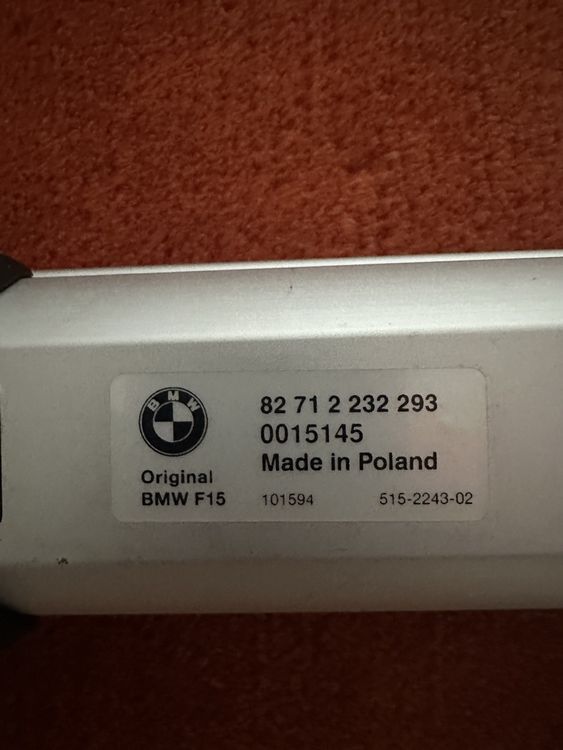 BMW
82 71 2 232 293
0015145
Made in Poland
Original
BMW F15
101594
515-2243-02